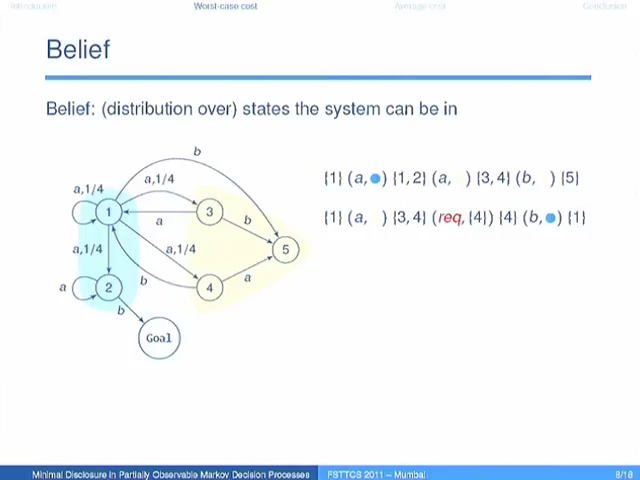 Introduction Worst-case cost Average cost Conclusion
Belief
Belief: (distribution over) states the system can be in
b
a,1/4
a,1/4
{1} (a, ) {1,2} (a, ) {3,4} (b, ) {5}
1
3
a
b
{1} (a, ) {3,4} (req, {4}) {4} (b, ) {1}
a,1/4
a,1/4
5
a
2
b
4
a
b
Goal
Minimal Disclosure in Partially Observable Markov Decision Processes FSTTCS 2011 – Mumbai 8/18